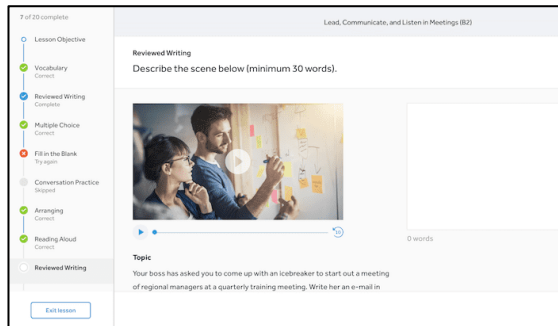 7 of 20 complete
Lead, Communicate, and Listen in Meetings (B2)
Lesson Objective
Vocabulary
Correct
Reviewed Writing
Complete
Multiple Choice
Correct
Fill in the Blank
Try again
Conversation Practice
Skipped
Arranging
Correct
Reading Aloud
Correct
Reviewed Writing
Exit lesson
Reviewed Writing
Describe the scene below (minimum 30 words).
10
0 words
Topic
Your boss has asked you to come up with an icebreaker to start out a meeting
of regional managers at a quarterly training meeting. Write her an e-mail in